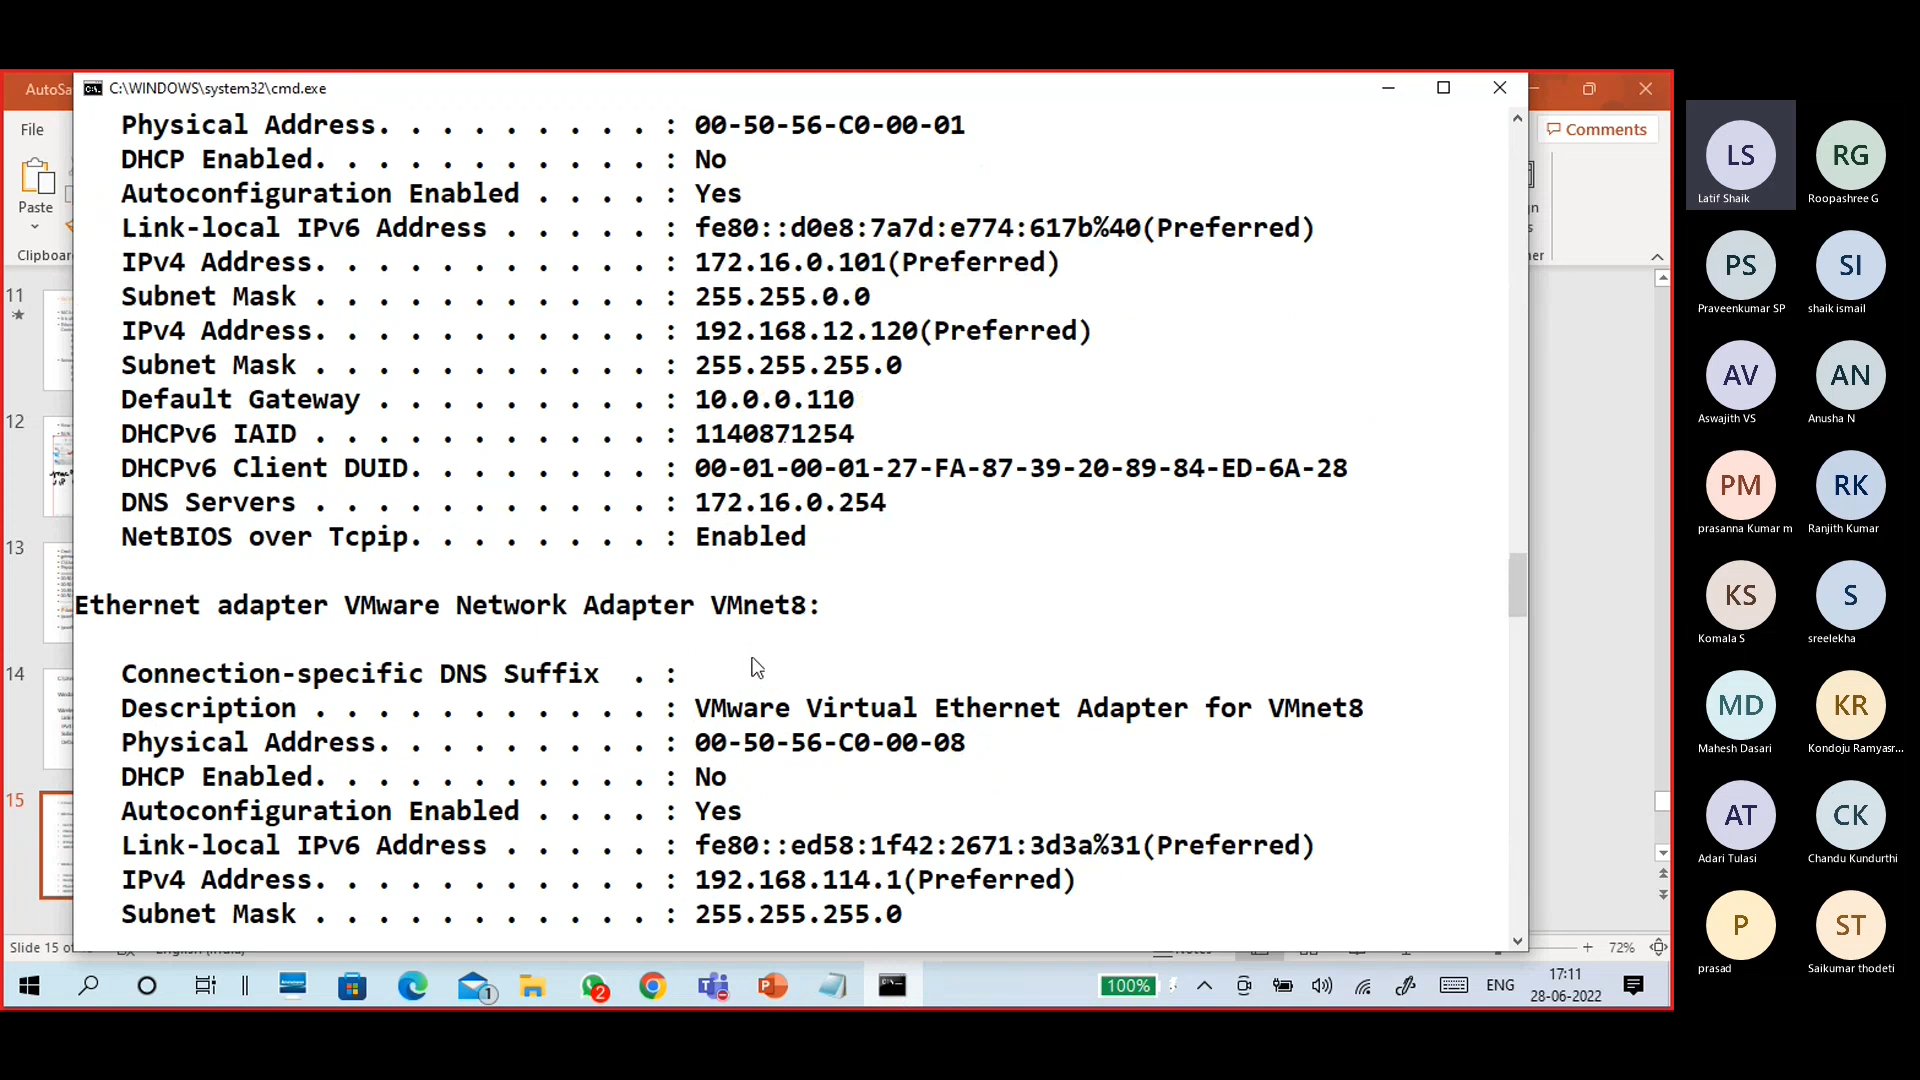 AutoSa
C:\WINDOWS\system32\cmd.exe
File
Comments
Paste
Clipboar
Physical Address. . . . . . . . . : 00-50-56-C0-00-01
DHCP Enabled. . . . . . . . . . . : No
Autoconfiguration Enabled . . . . : Yes
Link-local IPv6 Address . . . . . : fe80::d0e8:7a7d:e774:617b%40(Preferred)
IPv4 Address. . . . . . . . . . . : 172.16.0.101(Preferred)
Subnet Mask . . . . . . . . . . . : 255.255.0.0
IPv4 Address. . . . . . . . . . . : 192.168.12.120(Preferred)
Subnet Mask . . . . . . . . . . . : 255.255.255.0
Default Gateway . . . . . . . . . : 10.0.0.110
DHCPv6 IAID . . . . . . . . . . . : 1140871254
DHCPv6 Client DUID. . . . . . . . : 00-01-00-01-27-FA-87-39-20-89-84-ED-6A-28
DNS Servers . . . . . . . . . . . : 172.16.0.254
NetBIOS over Tcpip. . . . . . . . : Enabled
Ethernet adapter VMware Network Adapter VMnet8:
Connection-specific DNS Suffix . :
Description . . . . . . . . . . . : VMware Virtual Ethernet Adapter for VMnet8
Physical Address. . . . . . . . . : 00-50-56-C0-00-08
DHCP Enabled. . . . . . . . . . . : No
Autoconfiguration Enabled . . . . : Yes
Link-local IPv6 Address . . . . . : fe80::ed58:1f42:2671:3d3a%31(Preferred)
IPv4 Address. . . . . . . . . . . : 192.168.114.1(Preferred)
Subnet Mask . . . . . . . . . . . : 255.255.255.0
11
12
13
14
15
Slide 15 of
72%
100%
ENG
17:11
28-06-2022
1
2
LS
Latif Shaik
RG
Roopashree G
PS
Praveenkumar SP
SI
shaik ismail
AV
Aswajith VS
AN
Anusha N
PM
prasanna Kumar m
RK
Ranjith Kumar
KS
Komala S
S
sreelekha
MD
Mahesh Dasari
KR
Kondoju Ramyasr...
AT
Adari Tulasi
CK
Chandu Kundurthi
P
prasad
ST
Saikumar thodeti